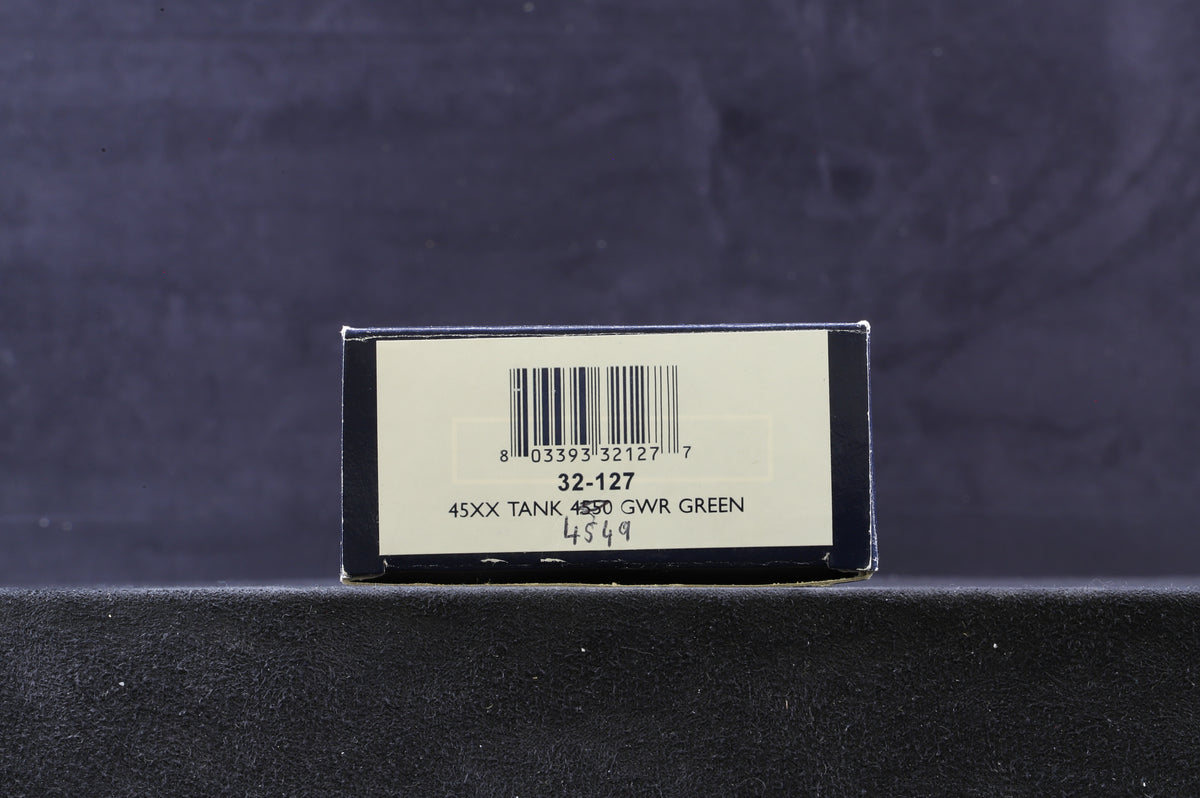 8 03393 32127 7
32-127
45XX TANK 4550 GWR GREEN
4549